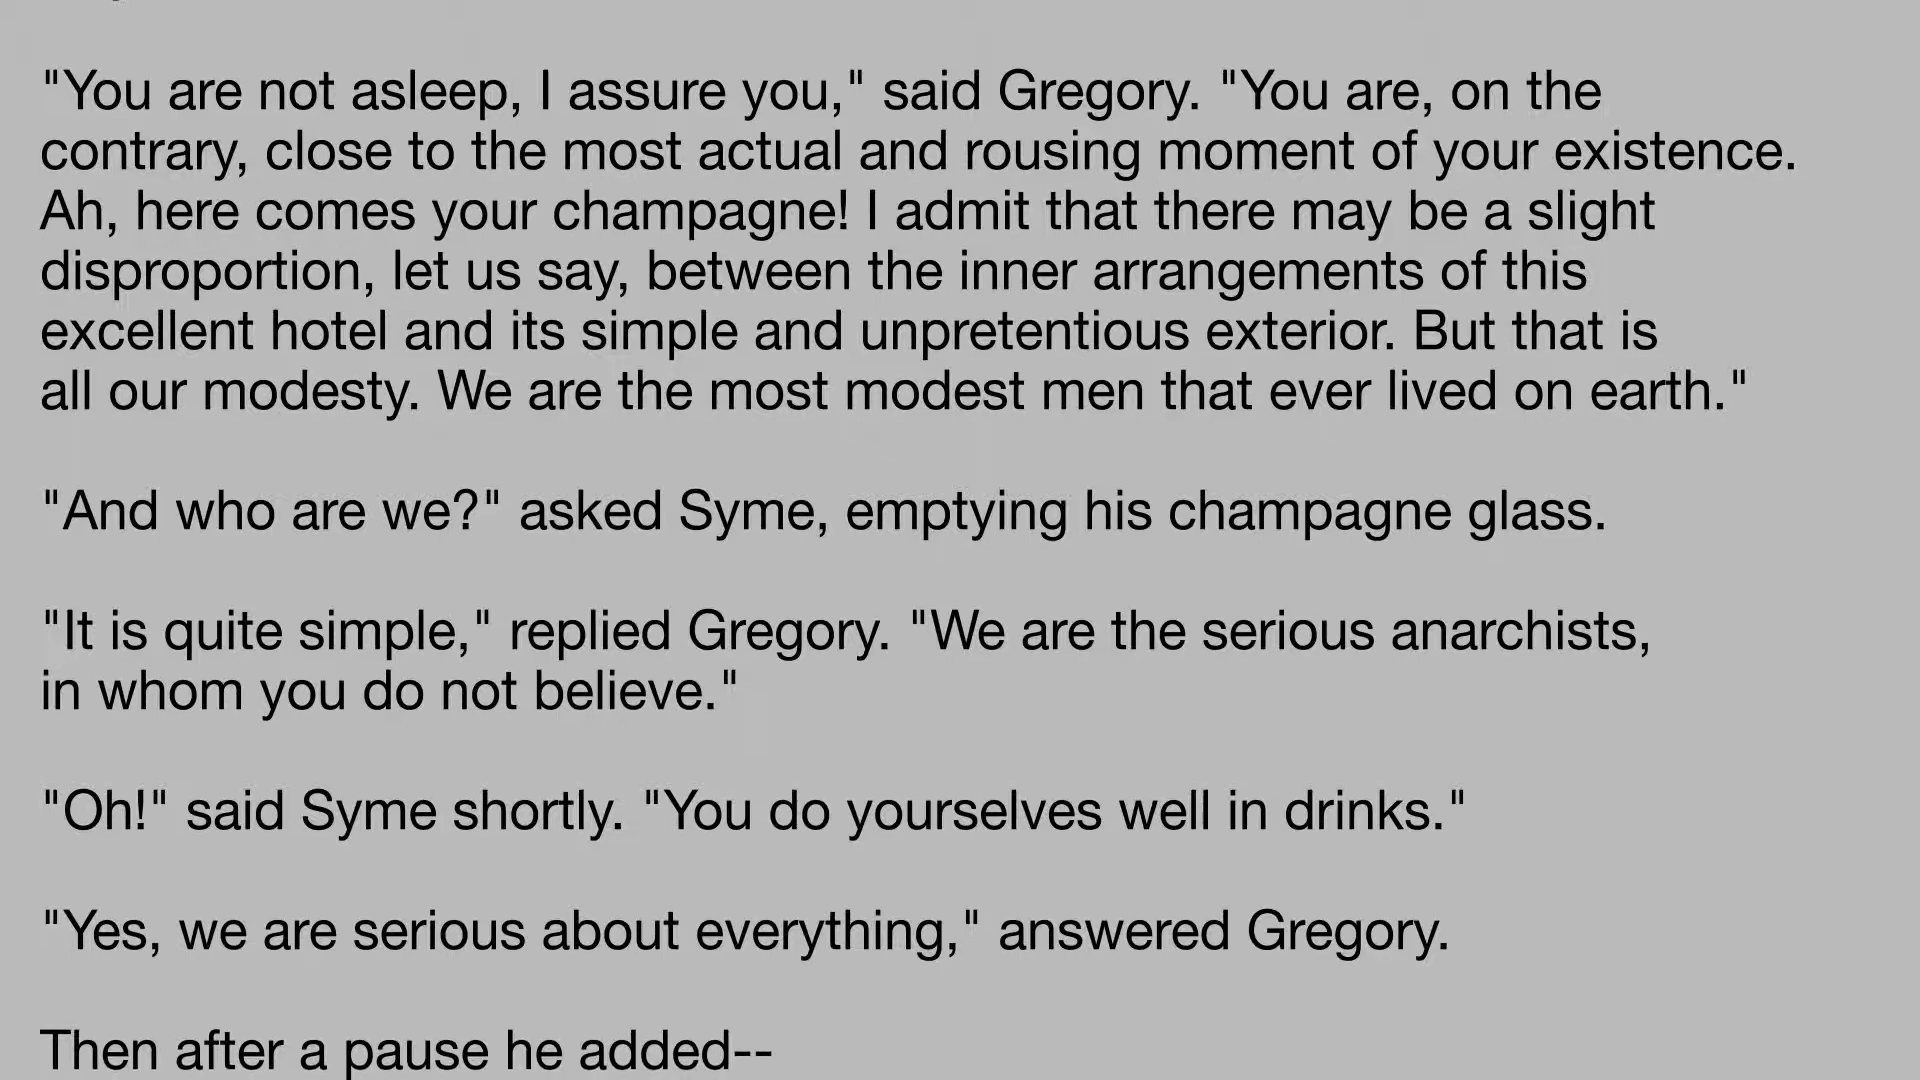 "You are not asleep, I assure you," said Gregory. "You are, on the
contrary, close to the most actual and rousing moment of your existence.
Ah, here comes your champagne! I admit that there may be a slight
disproportion, let us say, between the inner arrangements of this
excellent hotel and its simple and unpretentious exterior. But that is
all our modesty. We are the most modest men that ever lived on earth."
"And who are we?" asked Syme, emptying his champagne glass.
"It is quite simple," replied Gregory. "We are the serious anarchists,
in whom you do not believe."
"Oh!" said Syme shortly. "You do yourselves well in drinks."
"Yes, we are serious about everything," answered Gregory.
Then after a pause he added--